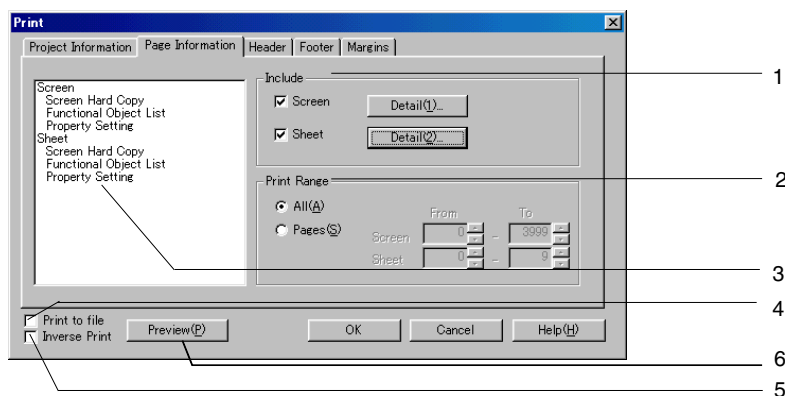 Print
Project Information Page Information Header Footer Margins
Screen
Screen Hard Copy
Functional Object List
Property Setting
Sheet
Screen Hard Copy
Functional Object List
Property Setting
Include
Screen Detail(1)...
Sheet Detail(2)...
Print Range
All(A)
Pages(S)
From To
Screen 0 - 3999
Sheet 0 - 9
Print to file
Inverse Print
Preview(P) OK Cancel Help(H)
1
2
3
4
6
5